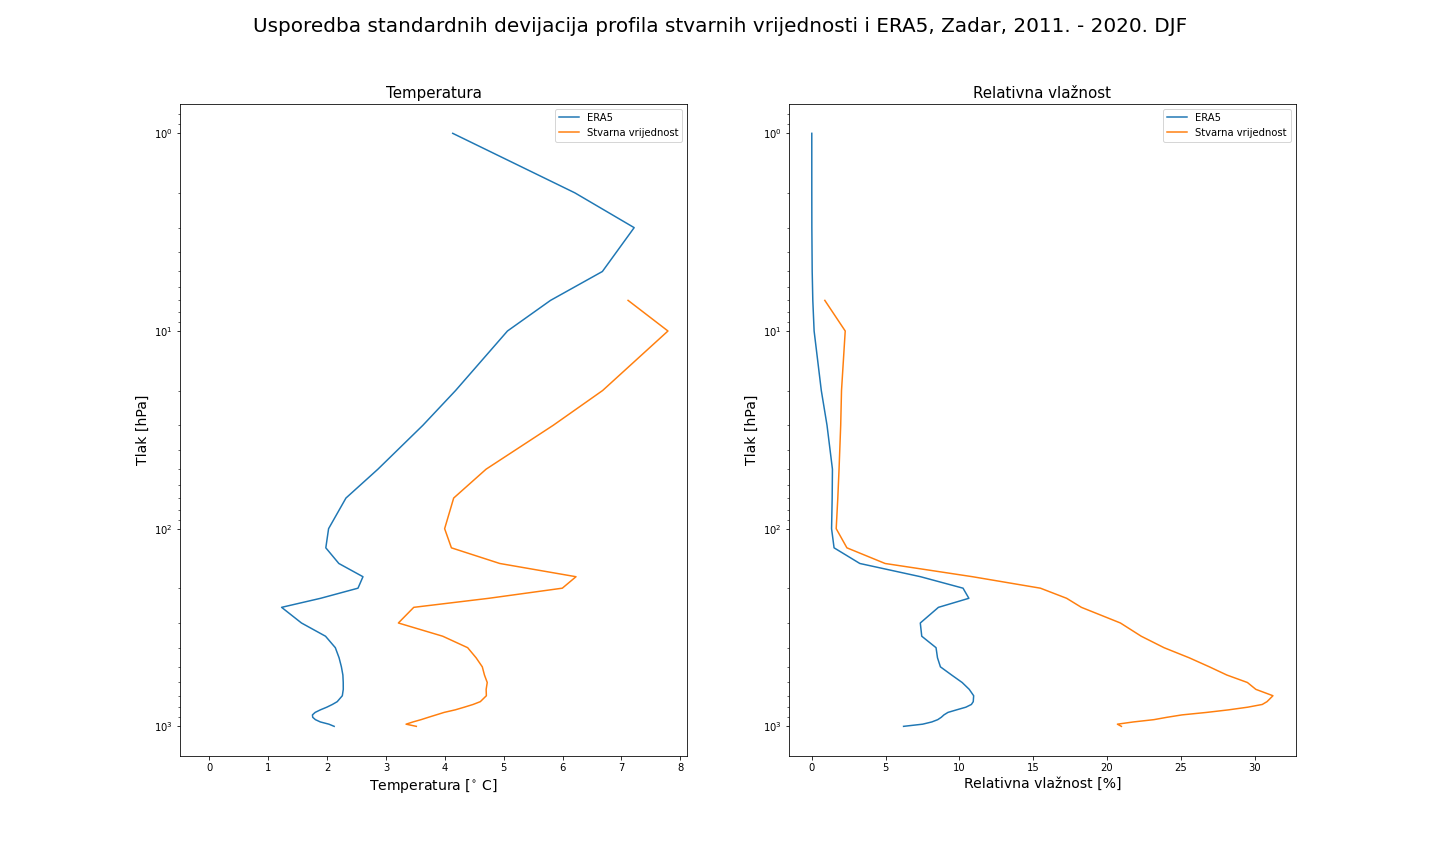 Usporedba standardnih devijacija profila stvarnih vrijednosti i ERA5, Zadar, 2011. - 2020. DJF
Temperatura
ERA5
Stvarna vrijednost
Tlak [hPa]
10⁰
10¹
10²
10³
0 1 2 3 4 5 6 7 8
Temperatura [° C]
Relativna vlažnost
ERA5
Stvarna vrijednost
Tlak [hPa]
10⁰
10¹
10²
10³
0 5 10 15 20 25 30
Relativna vlažnost [%]